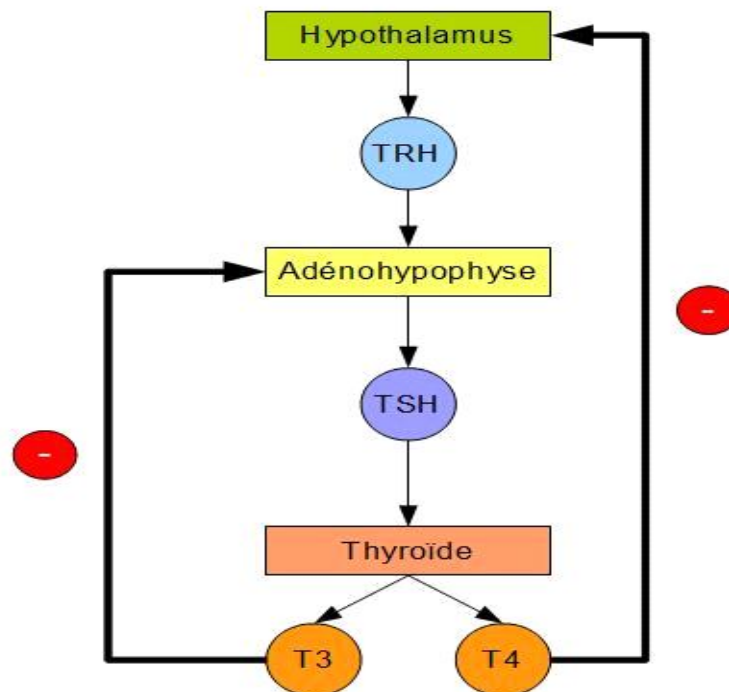 Hypothalamus
TRH
Adénohypophyse
-
TSH
-
Thyroïde
T3
T4